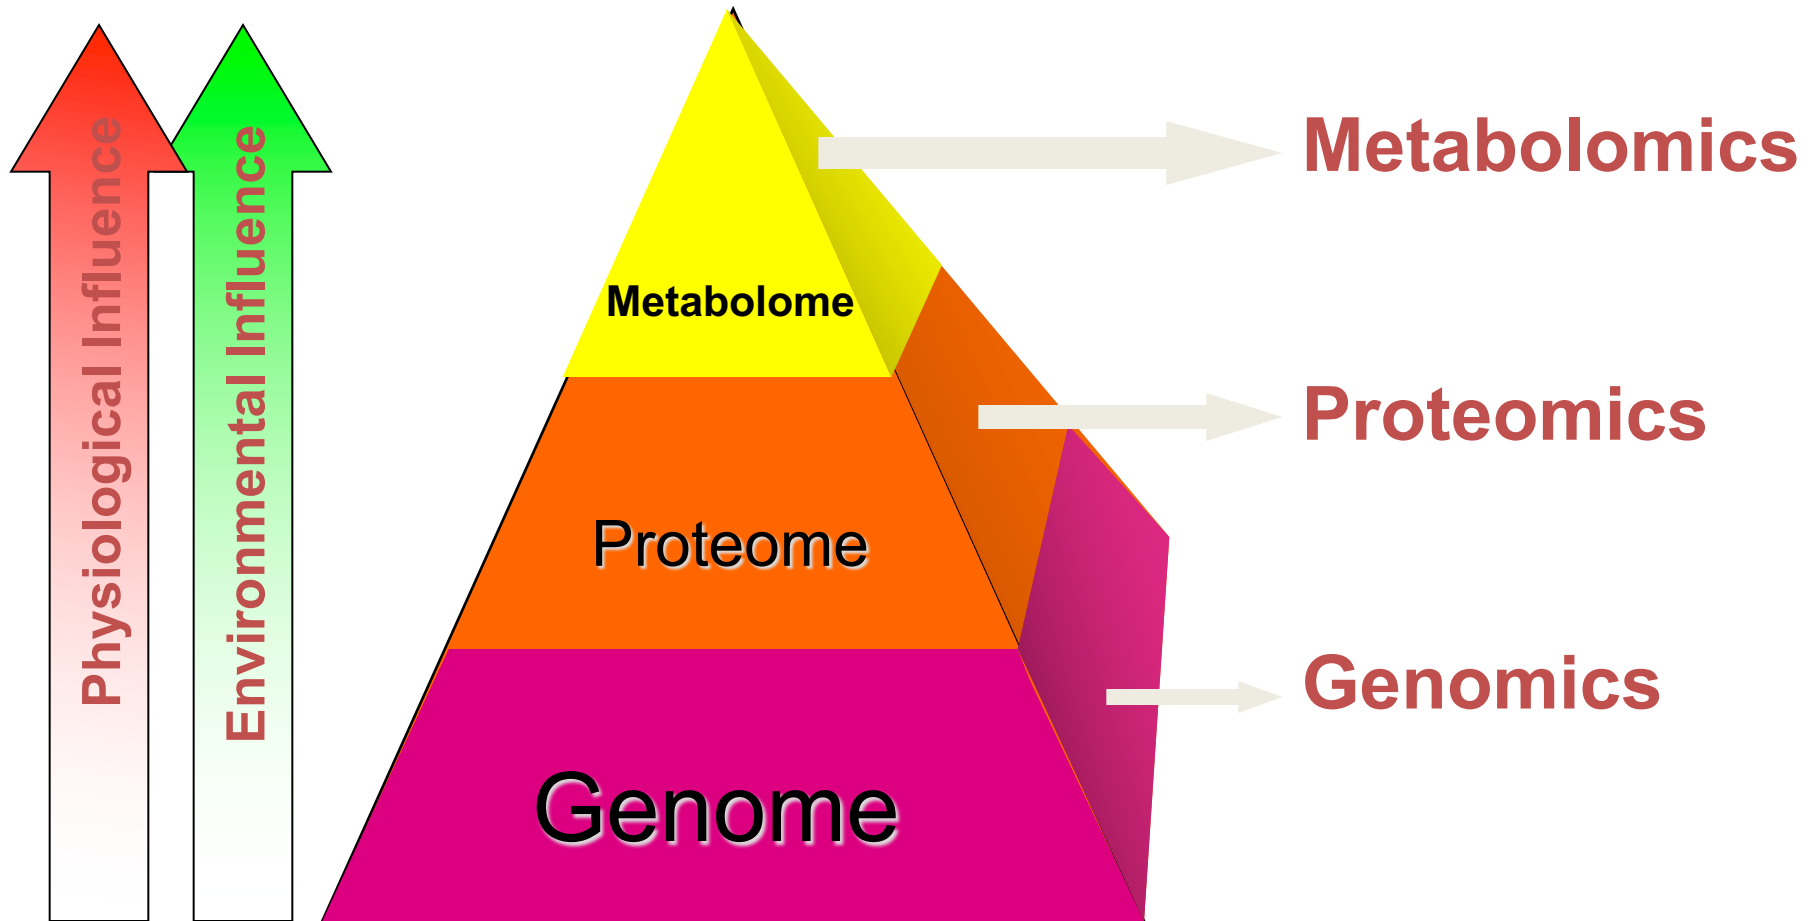 Physiological Influence
Environmental Influence
Metabolome
Proteome
Genome
Metabolomics
Proteomics
Genomics